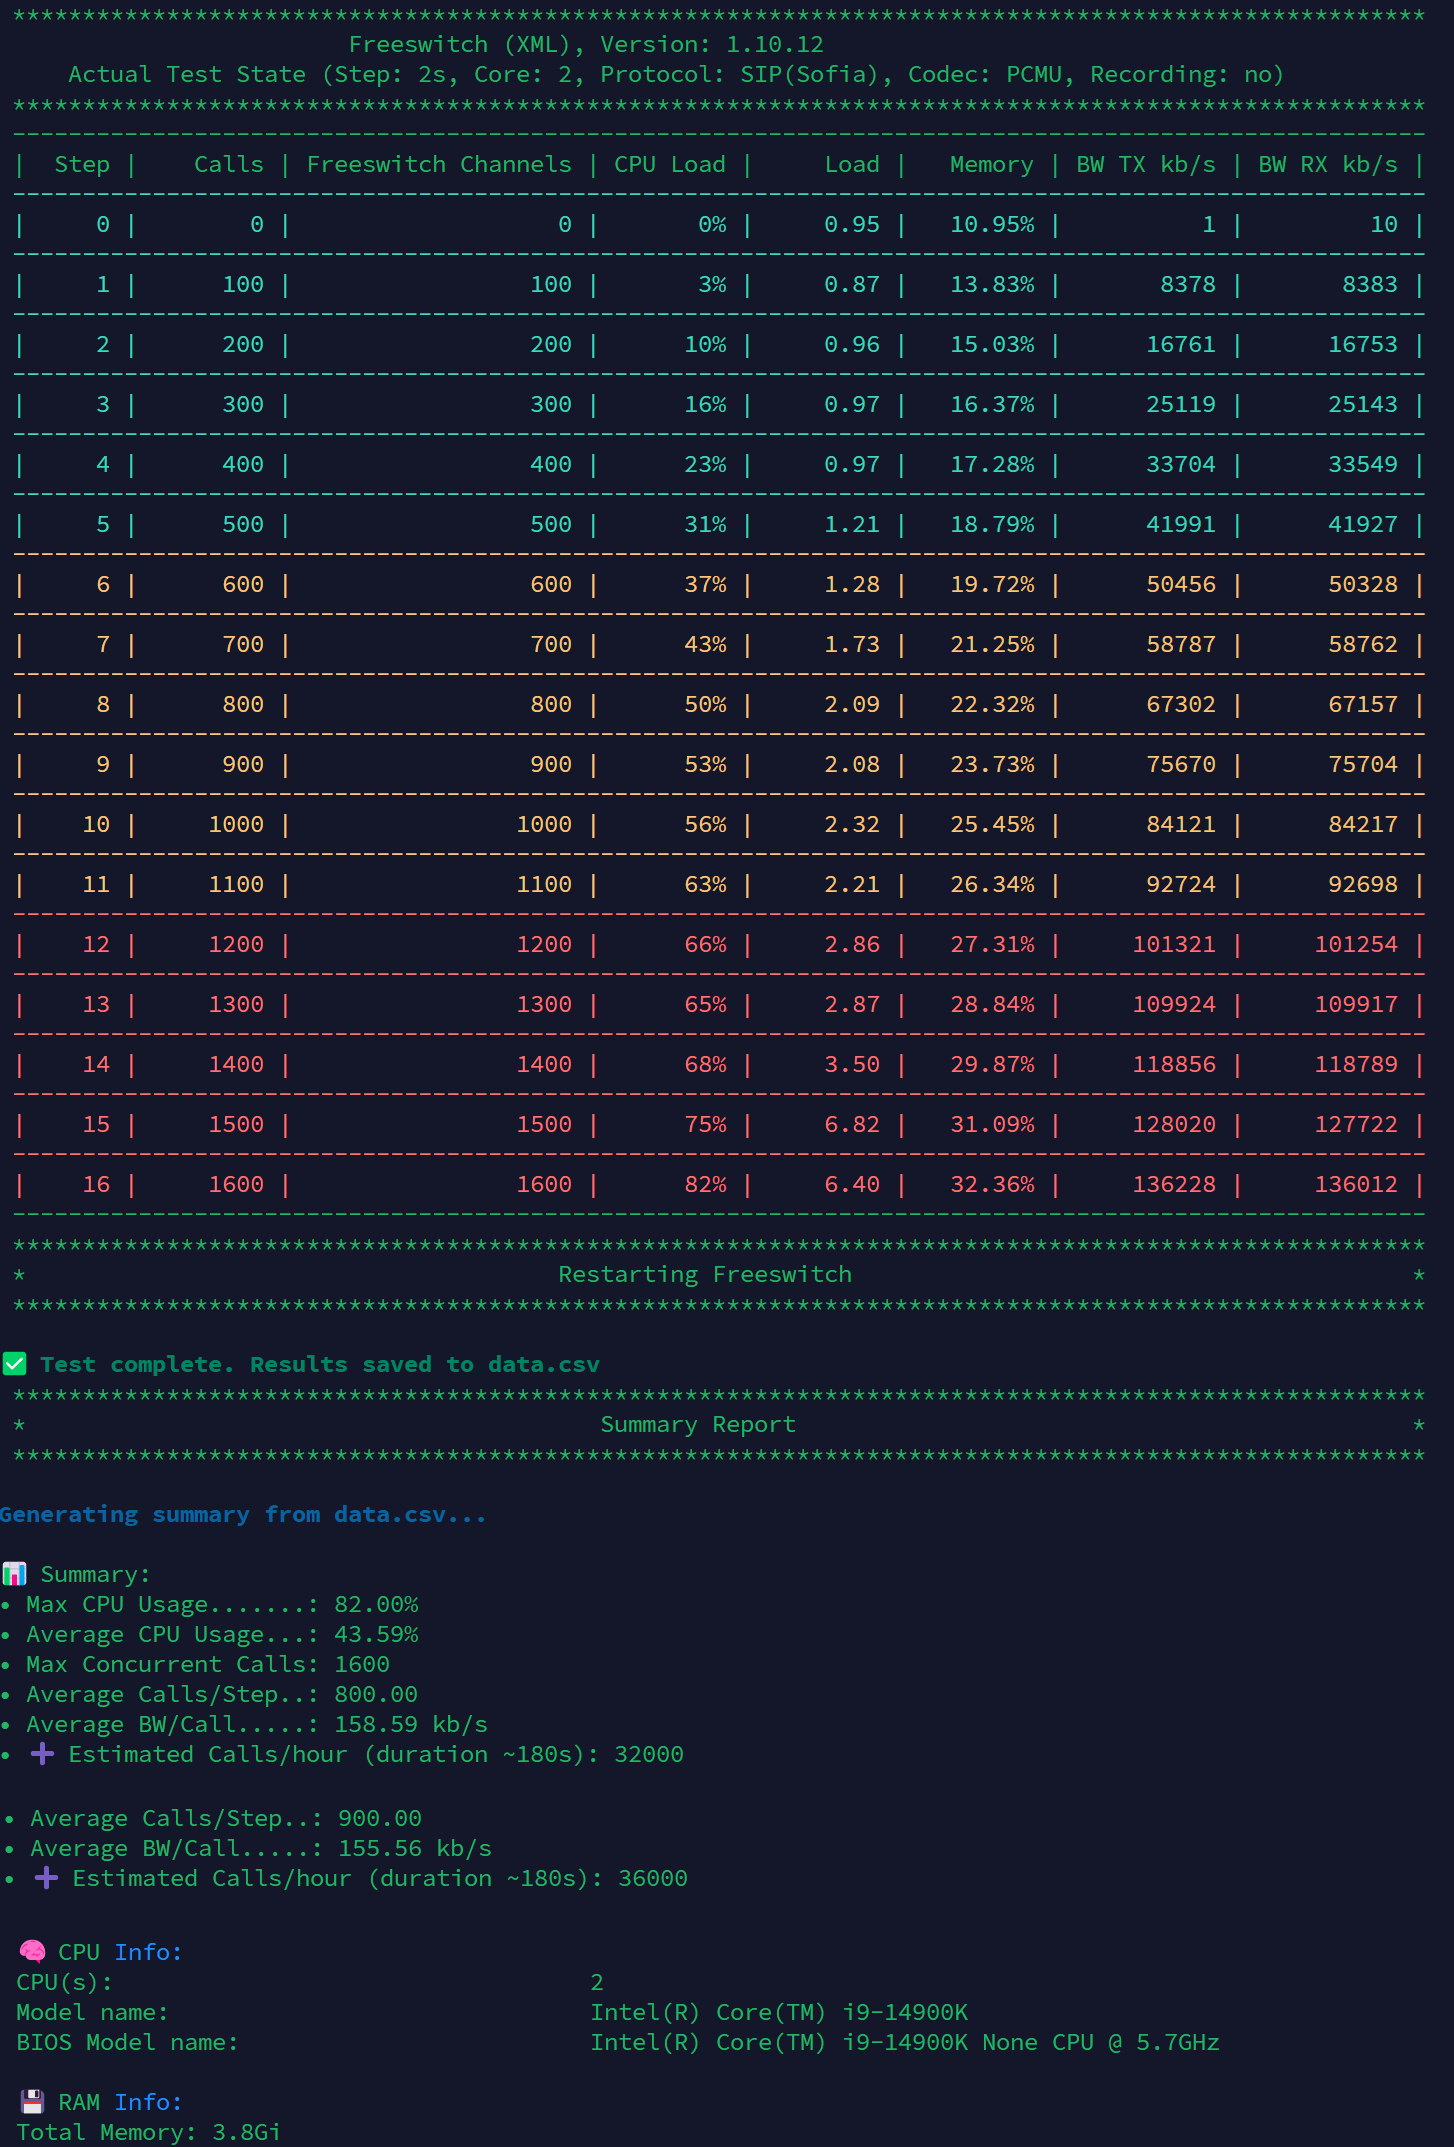 *****************************************************************************************************
Freeswitch (XML), Version: 1.10.12
Actual Test State (Step: 2s, Core: 2, Protocol: SIP(Sofia), Codec: PCMU, Recording: no)
*****************************************************************************************************
-----------------------------------------------------------------------------------------------------
|  Step |    Calls | Freeswitch Channels | CPU Load |     Load |   Memory | BW TX kb/s | BW RX kb/s |
-----------------------------------------------------------------------------------------------------
|     0 |        0 |                   0 |       0% |     0.95 |   10.95% |          1 |         10 |
-----------------------------------------------------------------------------------------------------
|     1 |      100 |                 100 |       3% |     0.87 |   13.83% |       8378 |       8383 |
-----------------------------------------------------------------------------------------------------
|     2 |      200 |                 200 |      10% |     0.96 |   15.03% |      16761 |      16753 |
-----------------------------------------------------------------------------------------------------
|     3 |      300 |                 300 |      16% |     0.97 |   16.37% |      25119 |      25143 |
-----------------------------------------------------------------------------------------------------
|     4 |      400 |                 400 |      23% |     0.97 |   17.28% |      33704 |      33549 |
-----------------------------------------------------------------------------------------------------
|     5 |      500 |                 500 |      31% |     1.21 |   18.79% |      41991 |      41927 |
-----------------------------------------------------------------------------------------------------
|     6 |      600 |                 600 |      37% |     1.28 |   19.72% |      50456 |      50328 |
-----------------------------------------------------------------------------------------------------
|     7 |      700 |                 700 |      43% |     1.73 |   21.25% |      58787 |      58762 |
-----------------------------------------------------------------------------------------------------
|     8 |      800 |                 800 |      50% |     2.09 |   22.32% |      67302 |      67157 |
-----------------------------------------------------------------------------------------------------
|     9 |      900 |                 900 |      53% |     2.08 |   23.73% |      75670 |      75704 |
-----------------------------------------------------------------------------------------------------
|    10 |     1000 |                1000 |      56% |     2.32 |   25.45% |      84121 |      84217 |
-----------------------------------------------------------------------------------------------------
|    11 |     1100 |                1100 |      63% |     2.21 |   26.34% |      92724 |      92698 |
-----------------------------------------------------------------------------------------------------
|    12 |     1200 |                1200 |      66% |     2.86 |   27.31% |     101321 |     101254 |
-----------------------------------------------------------------------------------------------------
|    13 |     1300 |                1300 |      65% |     2.87 |   28.84% |     109924 |     109917 |
-----------------------------------------------------------------------------------------------------
|    14 |     1400 |                1400 |      68% |     3.50 |   29.87% |     118856 |     118789 |
-----------------------------------------------------------------------------------------------------
|    15 |     1500 |                1500 |      75% |     6.82 |   31.09% |     128020 |     127722 |
-----------------------------------------------------------------------------------------------------
|    16 |     1600 |                1600 |      82% |     6.40 |   32.36% |     136228 |     136012 |
-----------------------------------------------------------------------------------------------------
*****************************************************************************************************
*                                      Restarting Freeswitch                                        *
*****************************************************************************************************
✅ Test complete. Results saved to data.csv
*****************************************************************************************************
*                                         Summary Report                                            *
*****************************************************************************************************
Generating summary from data.csv...
📊 Summary:
• Max CPU Usage.......: 82.00%
• Average CPU Usage...: 43.59%
• Max Concurrent Calls: 1600
• Average Calls/Step..: 800.00
• Average BW/Call.....: 158.59 kb/s
• ➕ Estimated Calls/hour (duration ~180s): 32000
• Average Calls/Step..: 900.00
• Average BW/Call.....: 155.56 kb/s
• ➕ Estimated Calls/hour (duration ~180s): 36000
🧠 CPU Info:
CPU(s): 2
Model name: Intel(R) Core(TM) i9-14900K
BIOS Model name: Intel(R) Core(TM) i9-14900K None CPU @ 5.7GHz
💾 RAM Info:
Total Memory: 3.8Gi